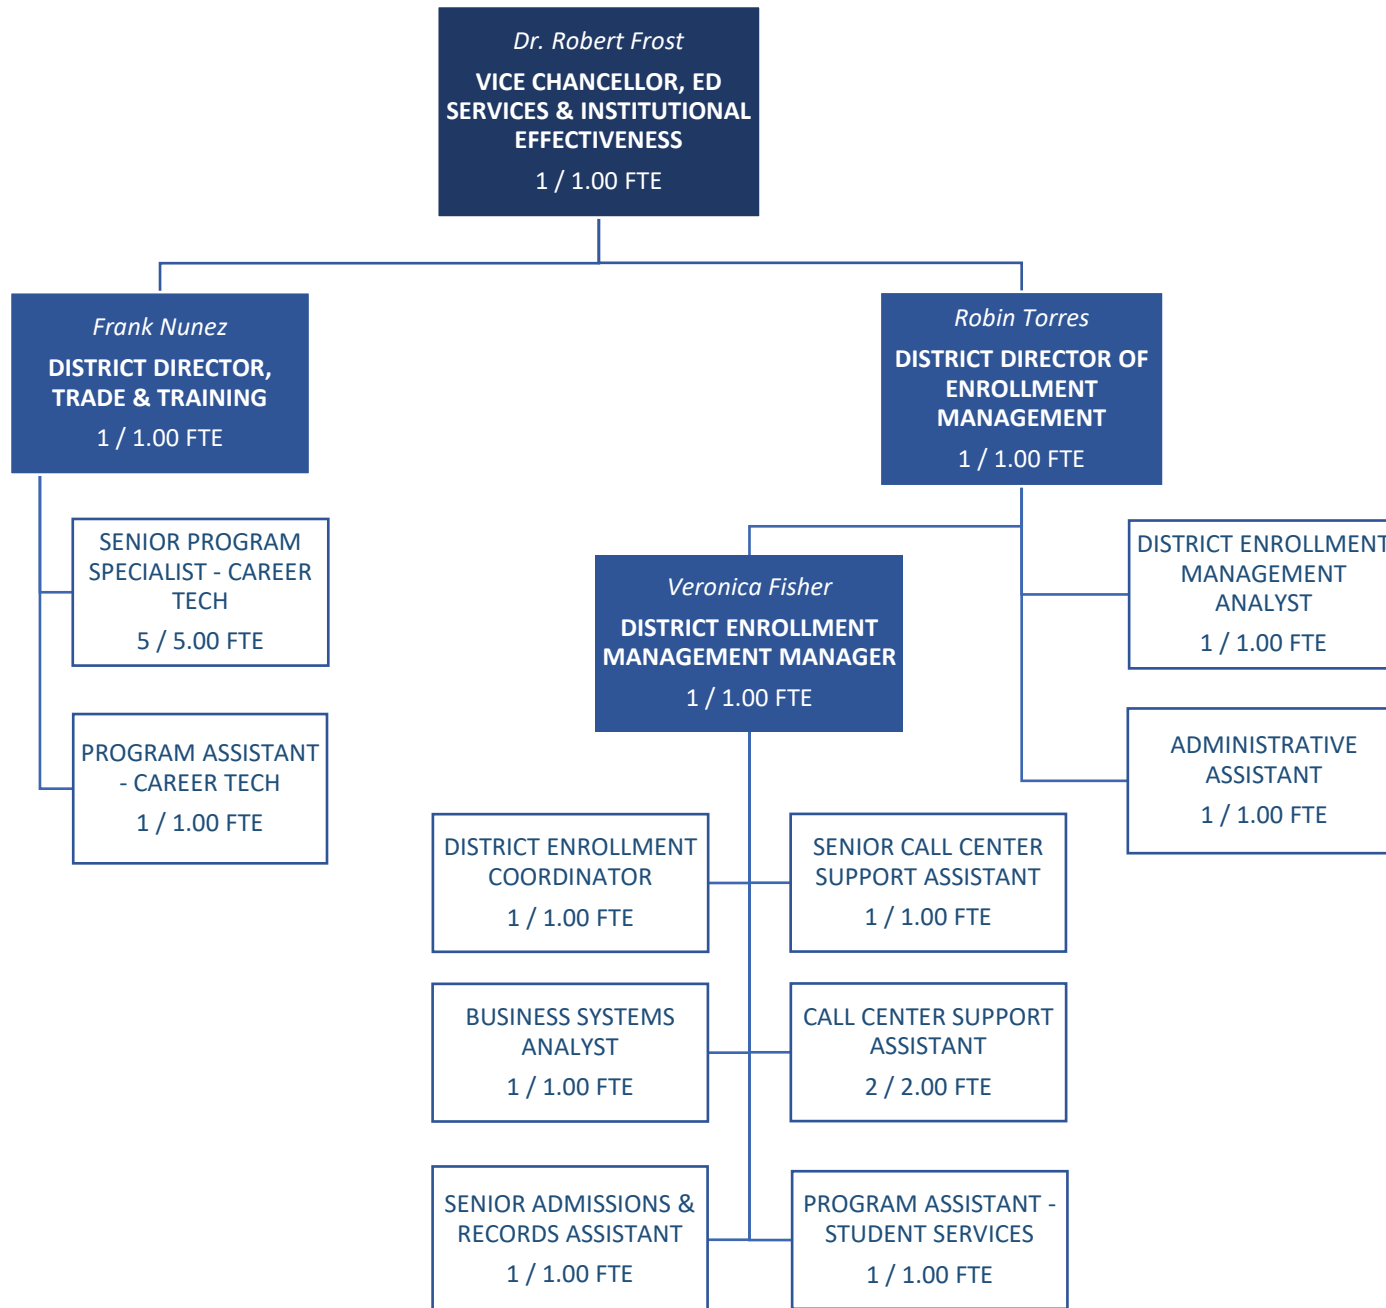 Dr. Robert Frost
VICE CHANCELLOR, ED
SERVICES & INSTITUTIONAL
EFFECTIVENESS
1 / 1.00 FTE
Frank Nunez
DISTRICT DIRECTOR,
TRADE & TRAINING
1 / 1.00 FTE
SENIOR PROGRAM
SPECIALIST - CAREER
TECH
5 / 5.00 FTE
PROGRAM ASSISTANT
- CAREER TECH
1 / 1.00 FTE
Robin Torres
DISTRICT DIRECTOR OF
ENROLLMENT
MANAGEMENT
1 / 1.00 FTE
Veronica Fisher
DISTRICT ENROLLMENT
MANAGEMENT MANAGER
1 / 1.00 FTE
DISTRICT ENROLLMENT
COORDINATOR
1 / 1.00 FTE
SENIOR CALL CENTER
SUPPORT ASSISTANT
1 / 1.00 FTE
BUSINESS SYSTEMS
ANALYST
1 / 1.00 FTE
CALL CENTER SUPPORT
ASSISTANT
2 / 2.00 FTE
SENIOR ADMISSIONS &
RECORDS ASSISTANT
1 / 1.00 FTE
PROGRAM ASSISTANT -
STUDENT SERVICES
1 / 1.00 FTE
DISTRICT ENROLLMENT
MANAGEMENT
ANALYST
1 / 1.00 FTE
ADMINISTRATIVE
ASSISTANT
1 / 1.00 FTE